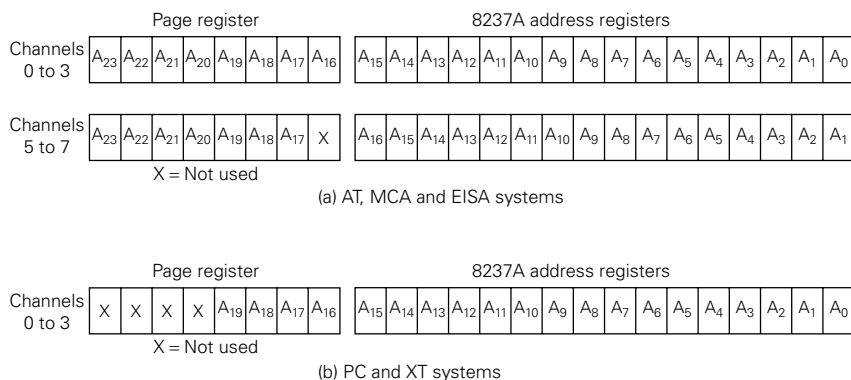 Page register 8237A address registers
Channels 0 to 3 A23 A22 A21 A20 A19 A18 A17 A16 A15 A14 A13 A12 A11 A10 A9 A8 A7 A6 A5 A4 A3 A2 A1 A0
Channels 5 to 7 A23 A22 A21 A20 A19 A18 A17 X A16 A15 A14 A13 A12 A11 A10 A9 A8 A7 A6 A5 A4 A3 A2 A1
X = Not used
(a) AT, MCA and EISA systems
Page register 8237A address registers
Channels 0 to 3 X X X X A19 A18 A17 A16 A15 A14 A13 A12 A11 A10 A9 A8 A7 A6 A5 A4 A3 A2 A1 A0
X = Not used
(b) PC and XT systems